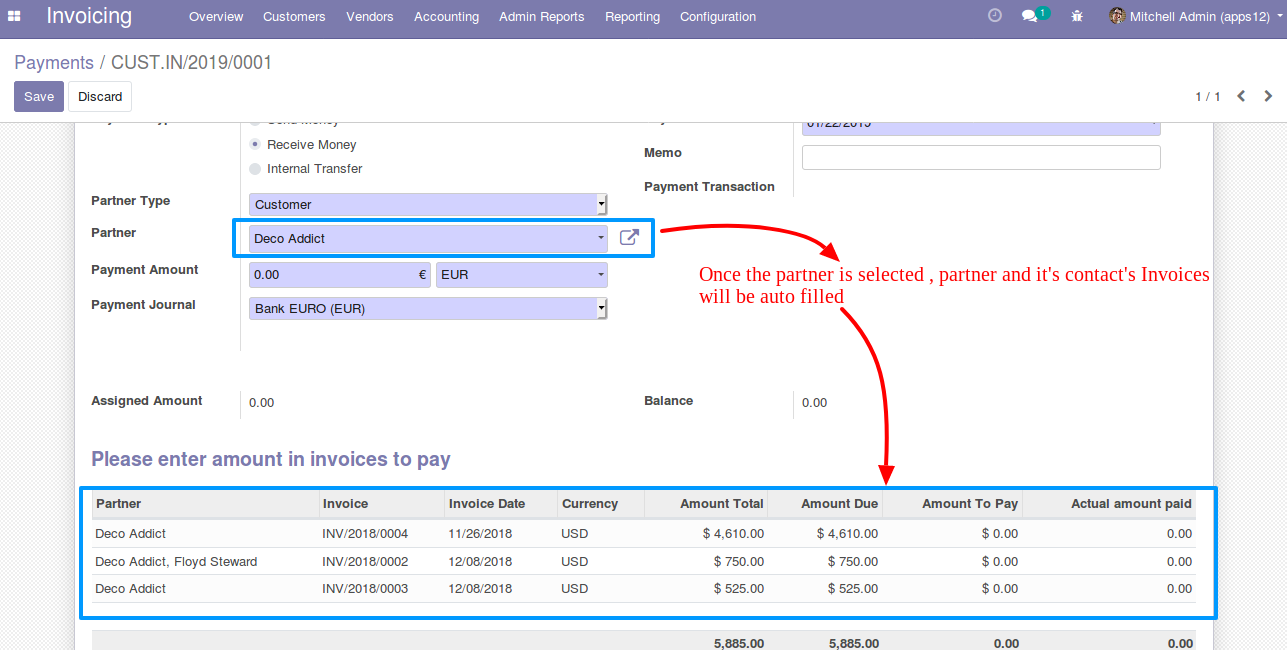 Invoicing Overview Customers Vendors Accounting Admin Reports Reporting Configuration 1 Mitchell Admin (apps12)
Payments / CUST.IN/2019/0001
Save Discard 1 / 1
Send Money 01/22/2019
Receive Money
Memo
Internal Transfer
Payment Transaction
Partner Type Customer
Partner Deco Addict
Payment Amount 0.00 € EUR
Once the partner is selected , partner and it's contact's Invoices
will be auto filled
Payment Journal Bank EURO (EUR)
Assigned Amount 0.00 Balance 0.00
Please enter amount in invoices to pay
Partner Invoice Invoice Date Currency Amount Total Amount Due Amount To Pay Actual amount paid
Deco Addict INV/2018/0004 11/26/2018 USD $ 4,610.00 $ 4,610.00 $ 0.00 0.00
Deco Addict, Floyd Steward INV/2018/0002 12/08/2018 USD $ 750.00 $ 750.00 $ 0.00 0.00
Deco Addict INV/2018/0003 12/08/2018 USD $ 525.00 $ 525.00 $ 0.00 0.00
5,885.00 5,885.00 0.00 0.00